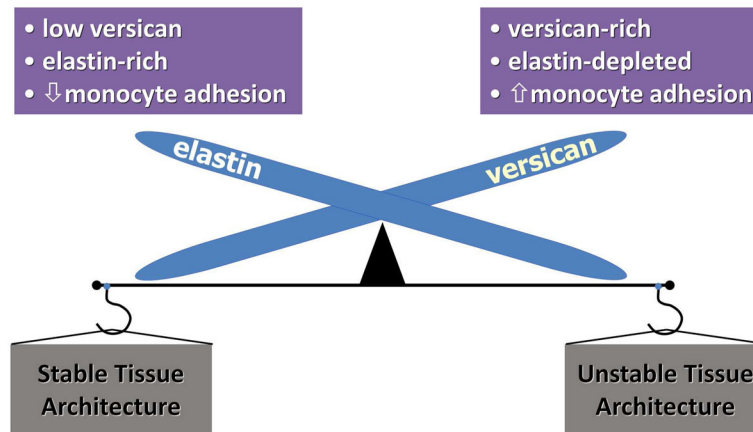 • low versican
• elastin-rich
• ⇩monocyte adhesion
• versican-rich
• elastin-depleted
• ⇧monocyte adhesion
elastin
versican
Stable Tissue
Architecture
Unstable Tissue
Architecture